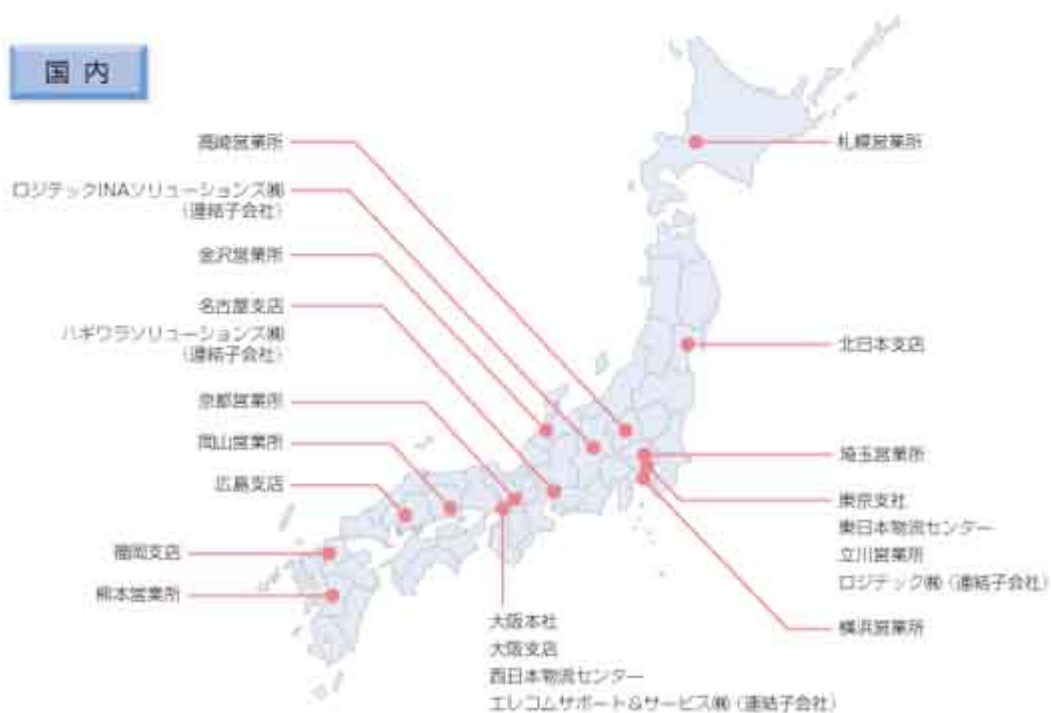 国内
高崎営業所
ロジテックINAソリューションズ㈱
(連結子会社)
金沢営業所
名古屋支店
ハギワラソリューションズ㈱
(連結子会社)
京都営業所
岡山営業所
広島支店
福岡支店
熊本営業所
札幌営業所
北日本支店
埼玉営業所
東京支社
東日本物流センター
立川営業所
ロジテック㈱(連結子会社)
横浜営業所
大阪本社
大阪支店
西日本物流センター
エレコムサポート&サービス㈱(連結子会社)